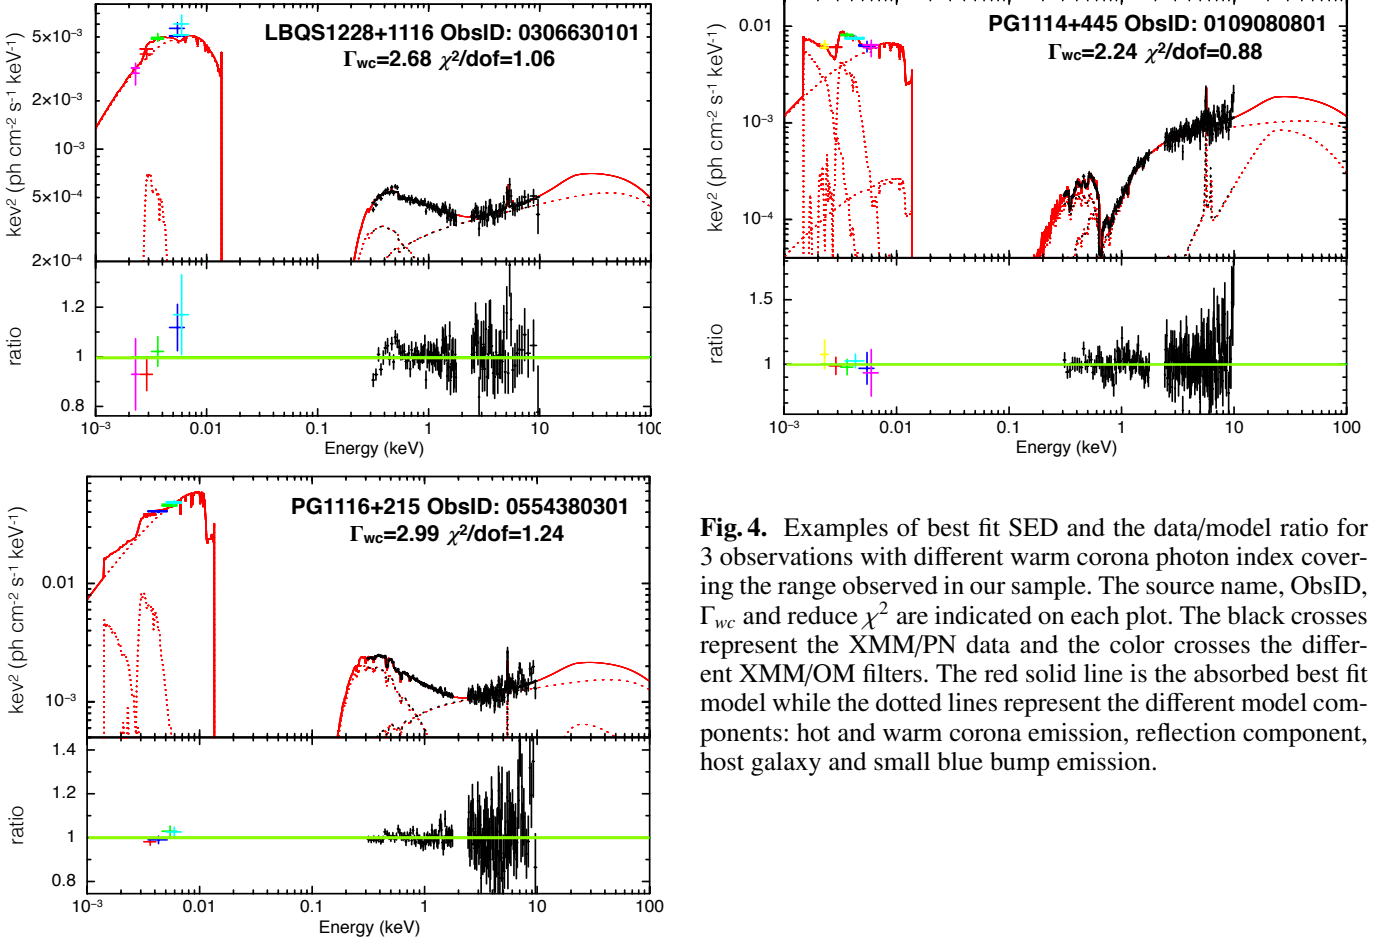 LBQS1228+1116 ObsID: 0306630101
Γwc=2.68 χ²/dof=1.06
keV² (ph cm⁻² s⁻¹ keV⁻¹)
5×10⁻³
2×10⁻³
10⁻³
5×10⁻⁴
2×10⁻⁴
ratio
1.2
1
0.8
10⁻³ 0.01 0.1 1 10 100
Energy (keV)
PG1114+445 ObsID: 0109080801
Γwc=2.24 χ²/dof=0.88
keV² (ph cm⁻² s⁻¹ keV⁻¹)
0.01
10⁻³
10⁻⁴
ratio
1.5
1
10⁻³ 0.01 0.1 1 10 100
Energy (keV)
PG1116+215 ObsID: 0554380301
Γwc=2.99 χ²/dof=1.24
keV² (ph cm⁻² s⁻¹ keV⁻¹)
0.01
10⁻³
ratio
1.4
1.2
1
0.8
10⁻³ 0.01 0.1 1 10 100
Energy (keV)
Fig. 4. Examples of best fit SED and the data/model ratio for
3 observations with different warm corona photon index cover-
ing the range observed in our sample. The source name, ObsID,
Γwc and reduce χ² are indicated on each plot. The black crosses
represent the XMM/PN data and the color crosses the differ-
ent XMM/OM filters. The red solid line is the absorbed best fit
model while the dotted lines represent the different model com-
ponents: hot and warm corona emission, reflection component,
host galaxy and small blue bump emission.